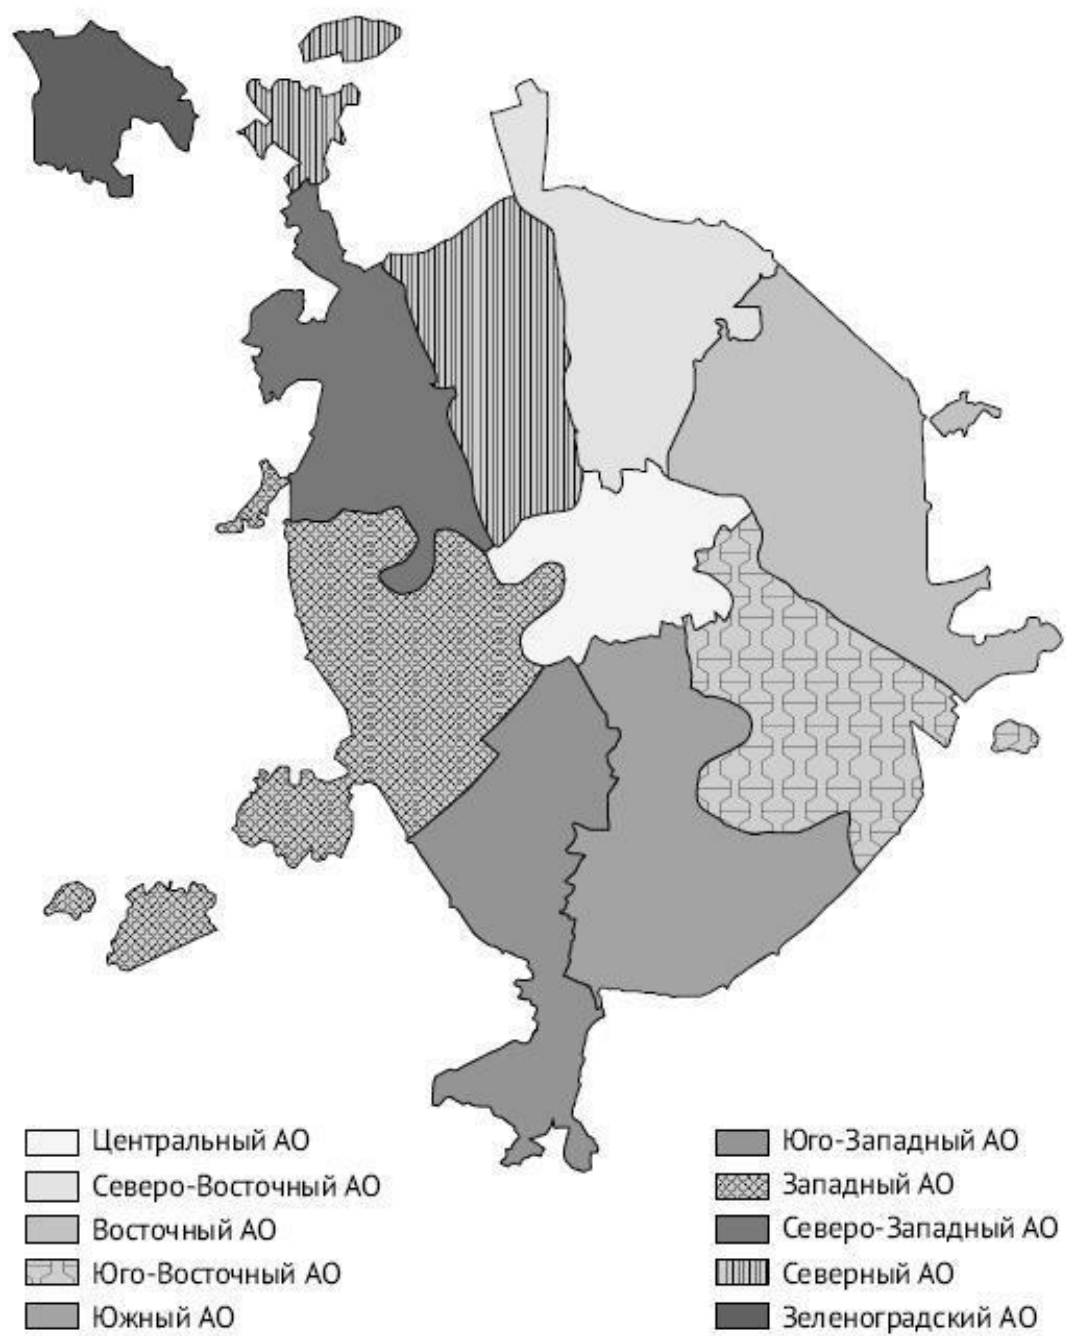 Центральный АО
Северо-Восточный АО
Восточный АО
Юго-Восточный АО
Южный АО
Юго-Западный АО
Западный АО
Северо-Западный АО
Северный АО
Зеленоградский АО